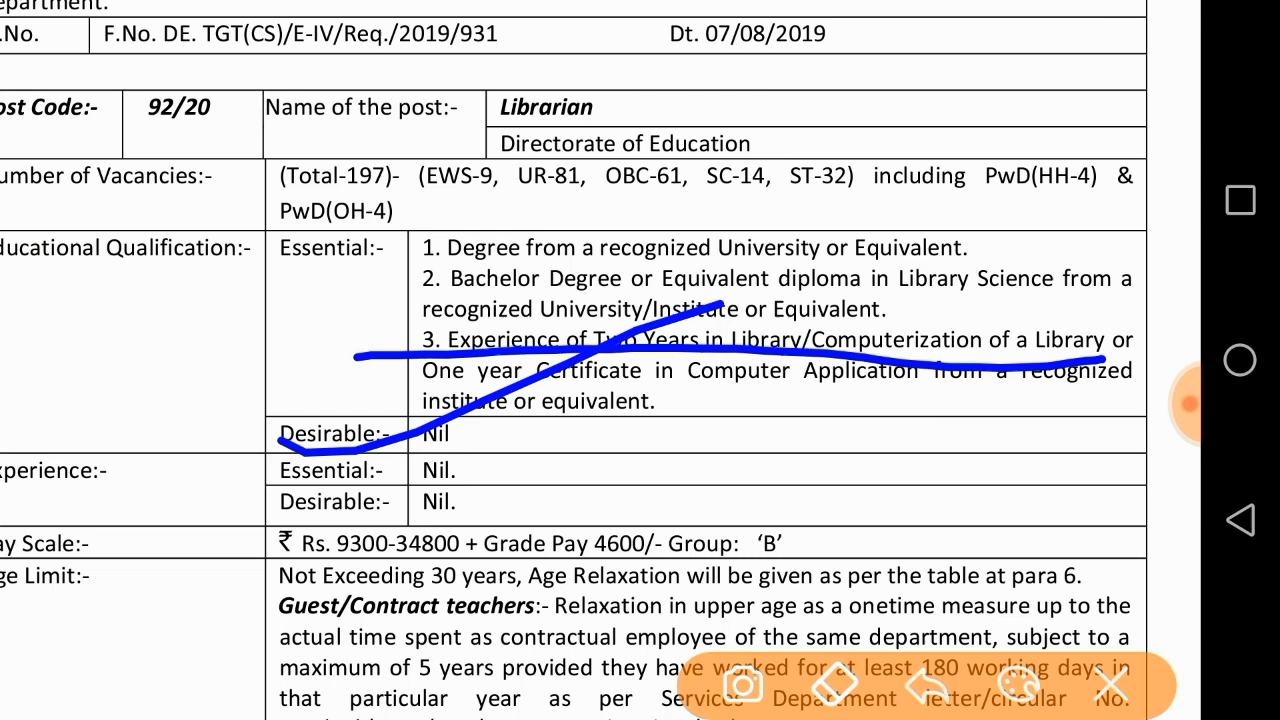 epartment.
.No. F.No. DE. TGT(CS)/E-IV/Req./2019/931 Dt. 07/08/2019
ost Code:- 92/20 Name of the post:- Librarian
Directorate of Education
umber of Vacancies:- (Total-197)- (EWS-9, UR-81, OBC-61, SC-14, ST-32) including PwD(HH-4) &
PwD(OH-4)
ducational Qualification:- Essential:- 1. Degree from a recognized University or Equivalent.
2. Bachelor Degree or Equivalent diploma in Library Science from a
recognized University/Institute or Equivalent.
3. Experience of Two Years in Library/Computerization of a Library or
One year Certificate in Computer Application from a recognized
institute or equivalent.
Desirable:- Nil
xperience:- Essential:- Nil.
Desirable:- Nil.
ay Scale:- ₹ Rs. 9300-34800 + Grade Pay 4600/- Group: ‘B’
ge Limit:- Not Exceeding 30 years, Age Relaxation will be given as per the table at para 6.
Guest/Contract teachers:- Relaxation in upper age as a onetime measure up to the
actual time spent as contractual employee of the same department, subject to a
maximum of 5 years provided they have worked for at least 180 working days in
that particular year as per Services Department letter/circular No.